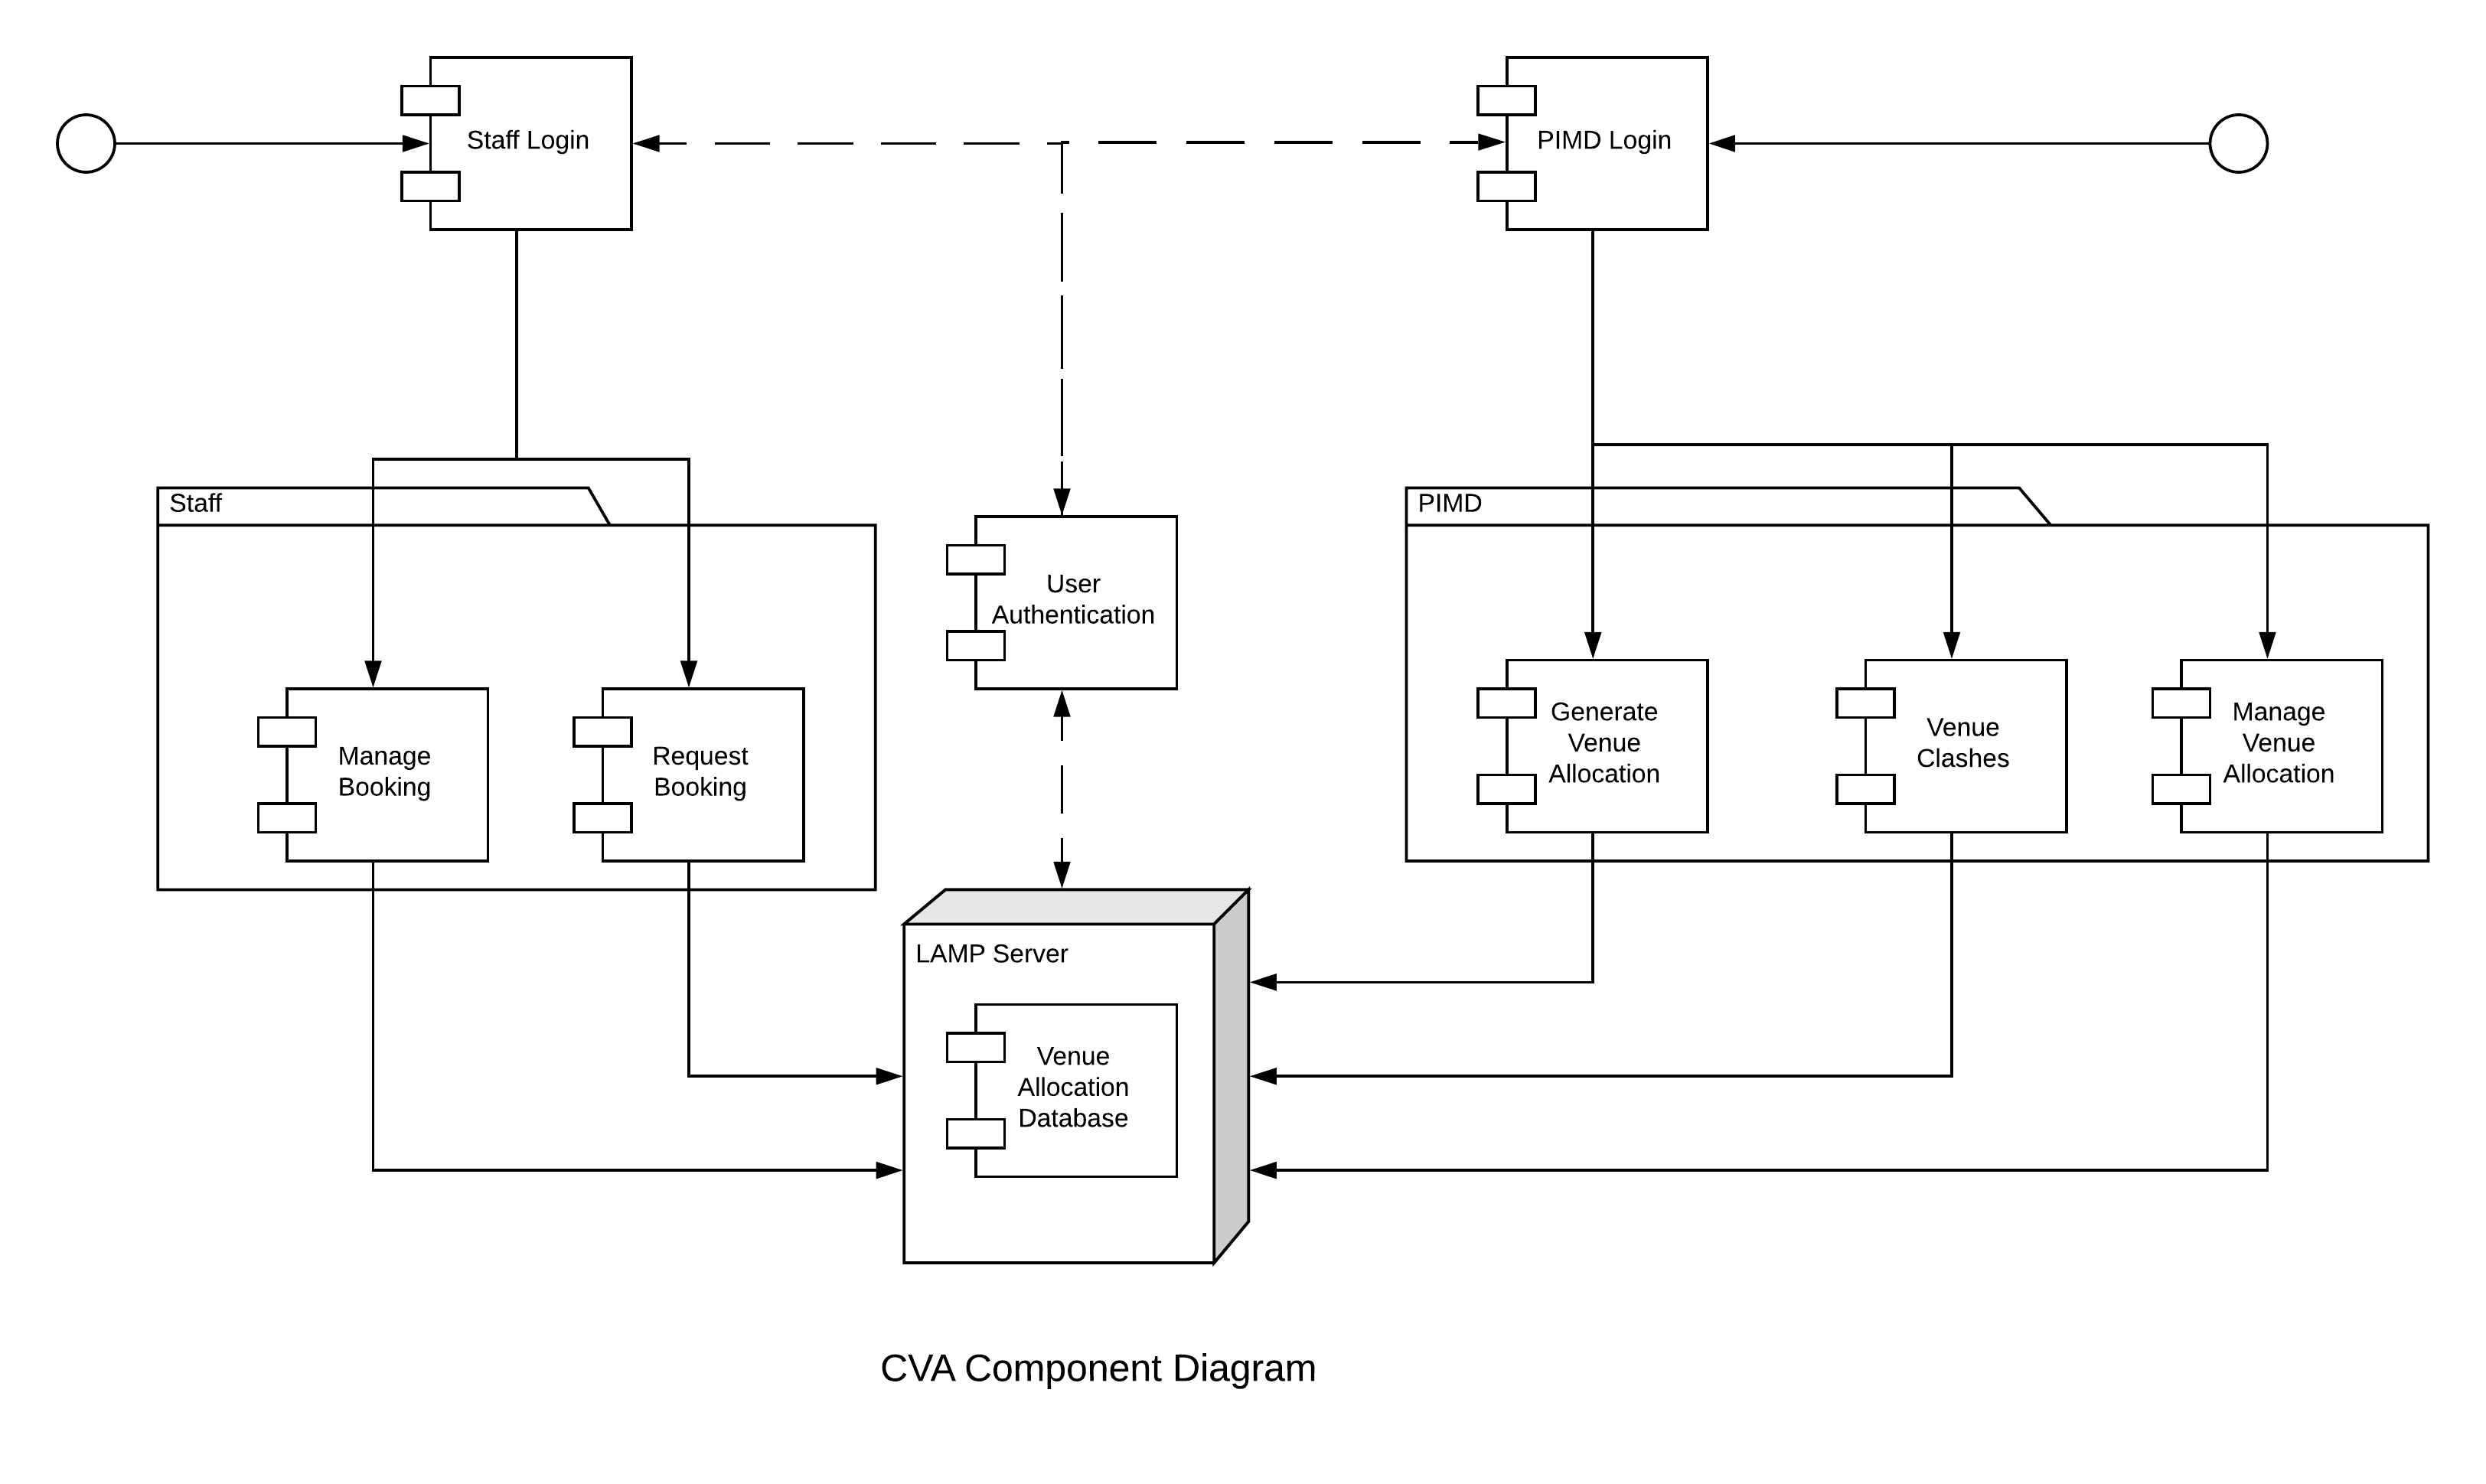 Staff Login
PIMD Login
Staff
PIMD
User
Authentication
Manage
Booking
Request
Booking
Generate
Venue
Allocation
Venue
Clashes
Manage
Venue
Allocation
LAMP Server
Venue
Allocation
Database
CVA Component Diagram